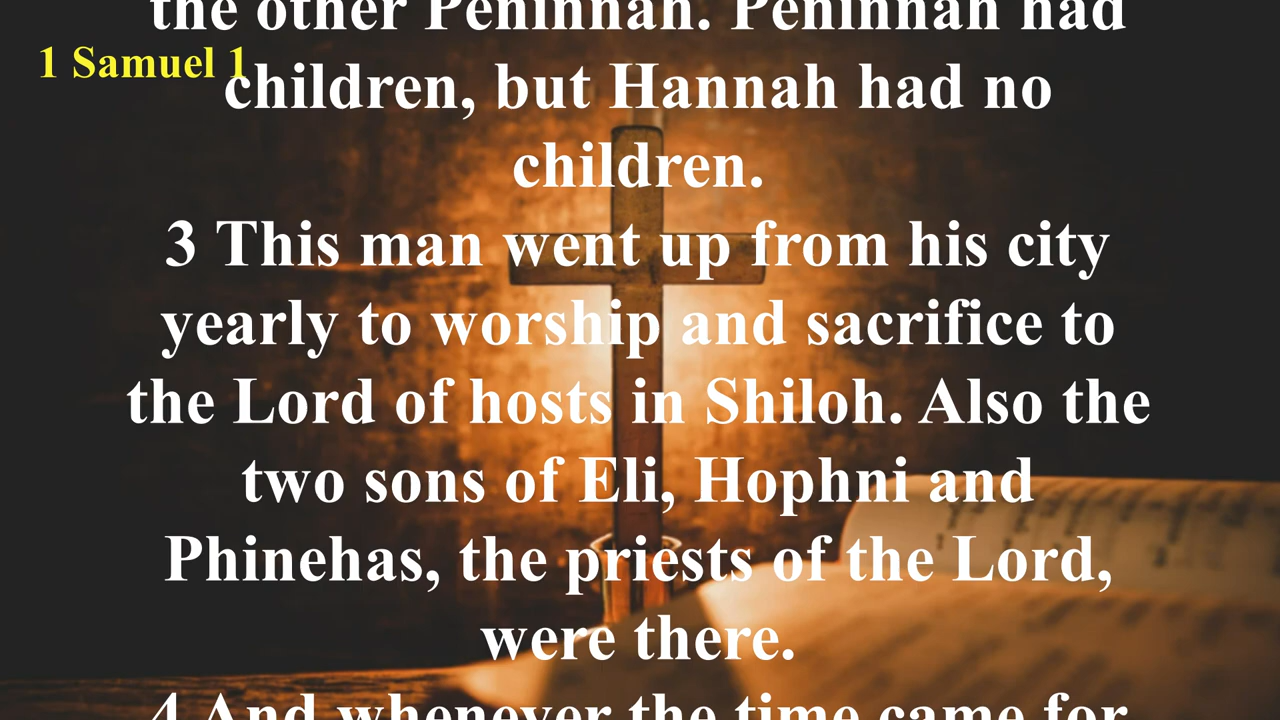 the other Peninnah. Peninnah had
1 Samuel 1
children, but Hannah had no
children.
3 This man went up from his city
yearly to worship and sacrifice to
the Lord of hosts in Shiloh. Also the
two sons of Eli, Hophni and
Phinehas, the priests of the Lord,
were there.
4 And whenever the time came for